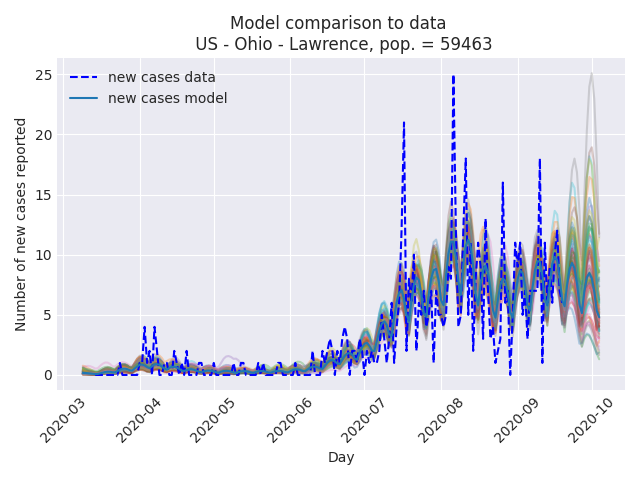 Model comparison to data
US - Ohio - Lawrence, pop. = 59463
new cases data
new cases model
Number of new cases reported
25
20
15
10
5
0
2020-03
2020-04
2020-05
2020-06
2020-07
2020-08
2020-09
2020-10
Day